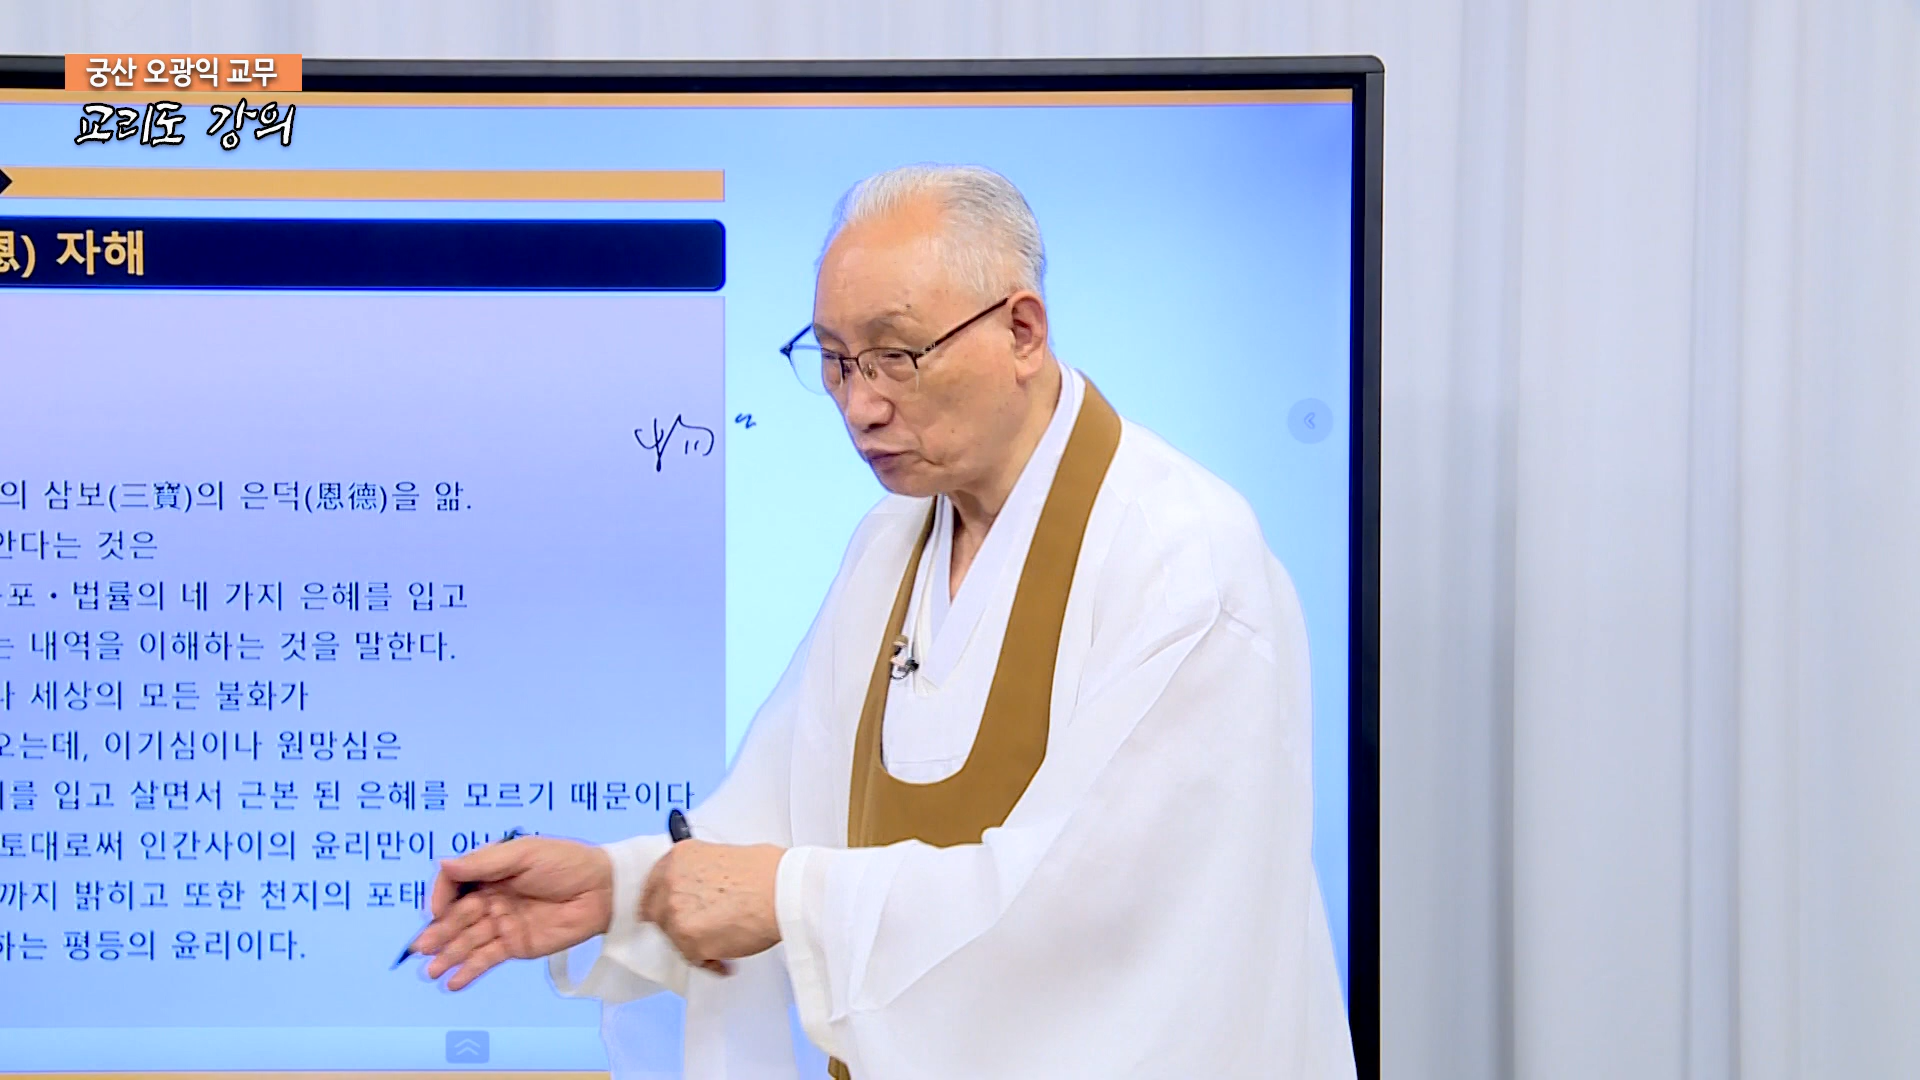 궁산 오광익 교무
교리도 강의
恩) 자해
의 삼보(三寶)의 은덕(恩德)을 앎.
안다는 것은
포·법률의 네 가지 은혜를 입고
는 내역을 이해하는 것을 말한다.
나 세상의 모든 불화가
오는데, 이기심이나 원망심은
를 입고 살면서 근본 된 은혜를 모르기 때문이다
토대로써 인간사이의 윤리만이
까지 밝히고 또한 천지의 포태
하는 평등의 윤리이다.